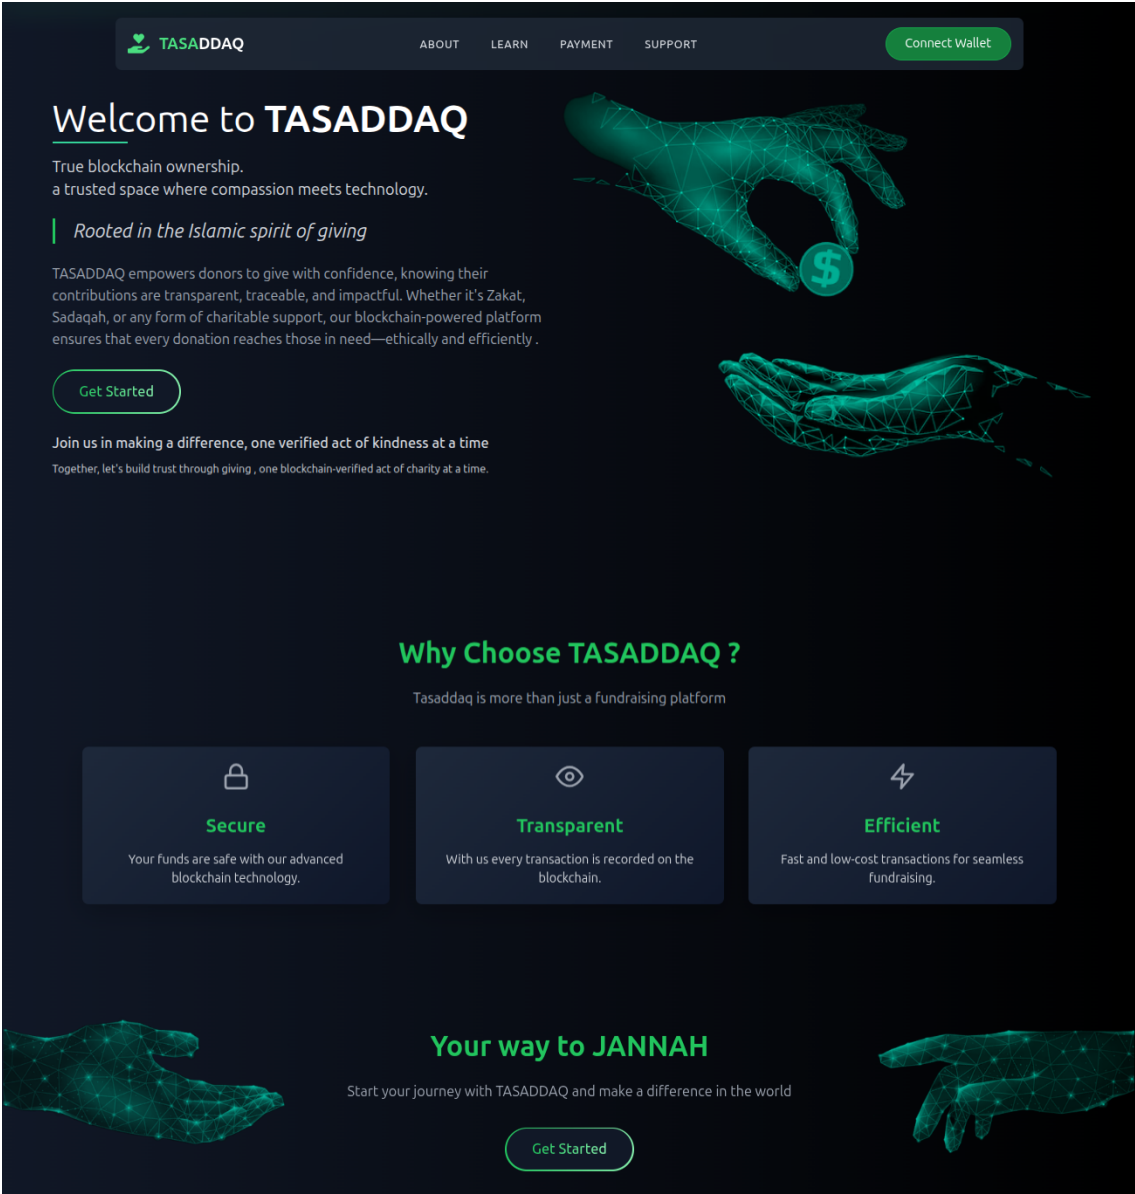 TASADDAQ
ABOUT LEARN PAYMENT SUPPORT
Connect Wallet
Welcome to TASADDAQ
True blockchain ownership.
a trusted space where compassion meets technology.
Rooted in the Islamic spirit of giving
TASADDAQ empowers donors to give with confidence, knowing their
contributions are transparent, traceable, and impactful. Whether it's Zakat,
Sadaqah, or any form of charitable support, our blockchain-powered platform
ensures that every donation reaches those in need—ethically and efficiently .
Get Started
Join us in making a difference, one verified act of kindness at a time
Together, let's build trust through giving , one blockchain-verified act of charity at a time.
$
Why Choose TASADDAQ ?
Tasaddaq is more than just a fundraising platform
Secure
Your funds are safe with our advanced
blockchain technology.
Transparent
With us every transaction is recorded on the
blockchain.
Efficient
Fast and low-cost transactions for seamless
fundraising.
Your way to JANNAH
Start your journey with TASADDAQ and make a difference in the world
Get Started